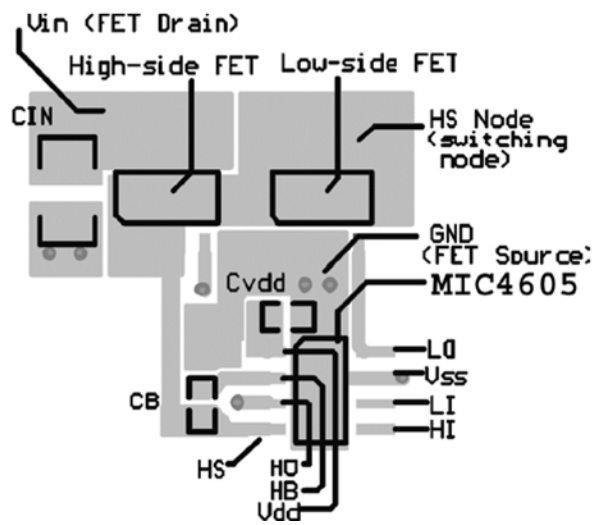 Vin (FET Drain)
High-side FET
Low-side FET
CIN
HS Node
(switching
node)
GND
(FET Source)
Cvdd
MIC4605
LO
Vss
CB
LI
HI
HS
HO
HB
Vdd